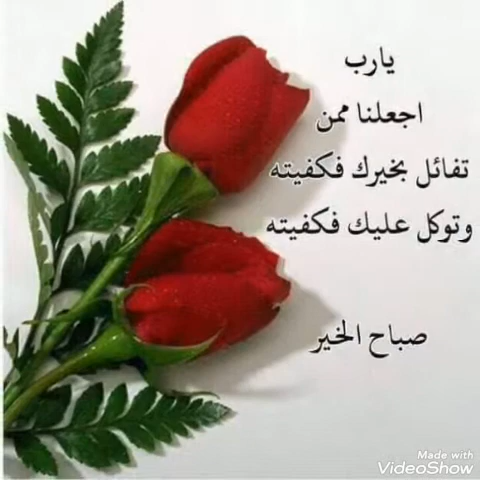 يارب
اجعلنا ممن
تفائل بخيرك فكفيته
وتوكل عليك فكفيته
صباح الخير
Made with
VideoShow